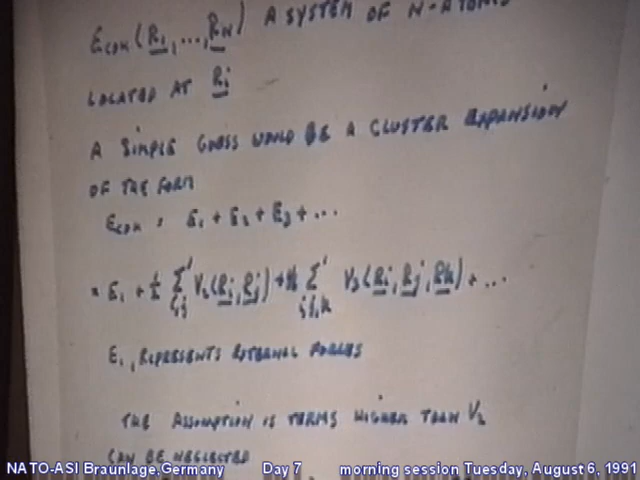 E_COH (R_1, ..., R_N) A SYSTEM OF N-ATOMS
LOCATED AT R_i
A SIMPLE GUESS WOULD BE A CLUSTER EXPANSION
OF THE FORM
E_COH = E_1 + E_2 + E_3 + ...
= E_1 + ½ Σ'_{i,j} V_2(R_i, R_j) + Σ'_{i,j,k} V_3(R_i, R_j, R_k) + ...
E_1, REPRESENTS EXTERNAL FORCES
THE ASSUMPTION IS TERMS HIGHER THAN V_2
CAN BE NEGLECTED
NATO-ASI Braunlage,Germany Day 7 morning session Tuesday, August 6, 1991